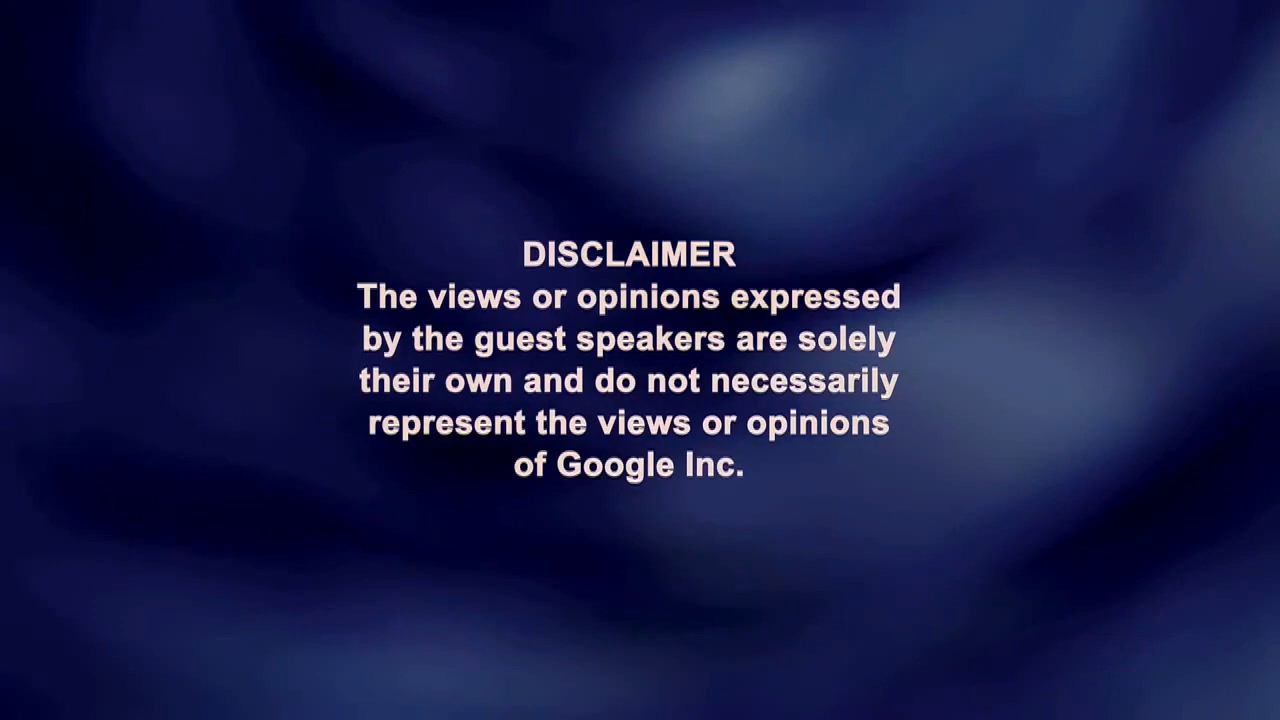 DISCLAIMER
The views or opinions expressed
by the guest speakers are solely
their own and do not necessarily
represent the views or opinions
of Google Inc.